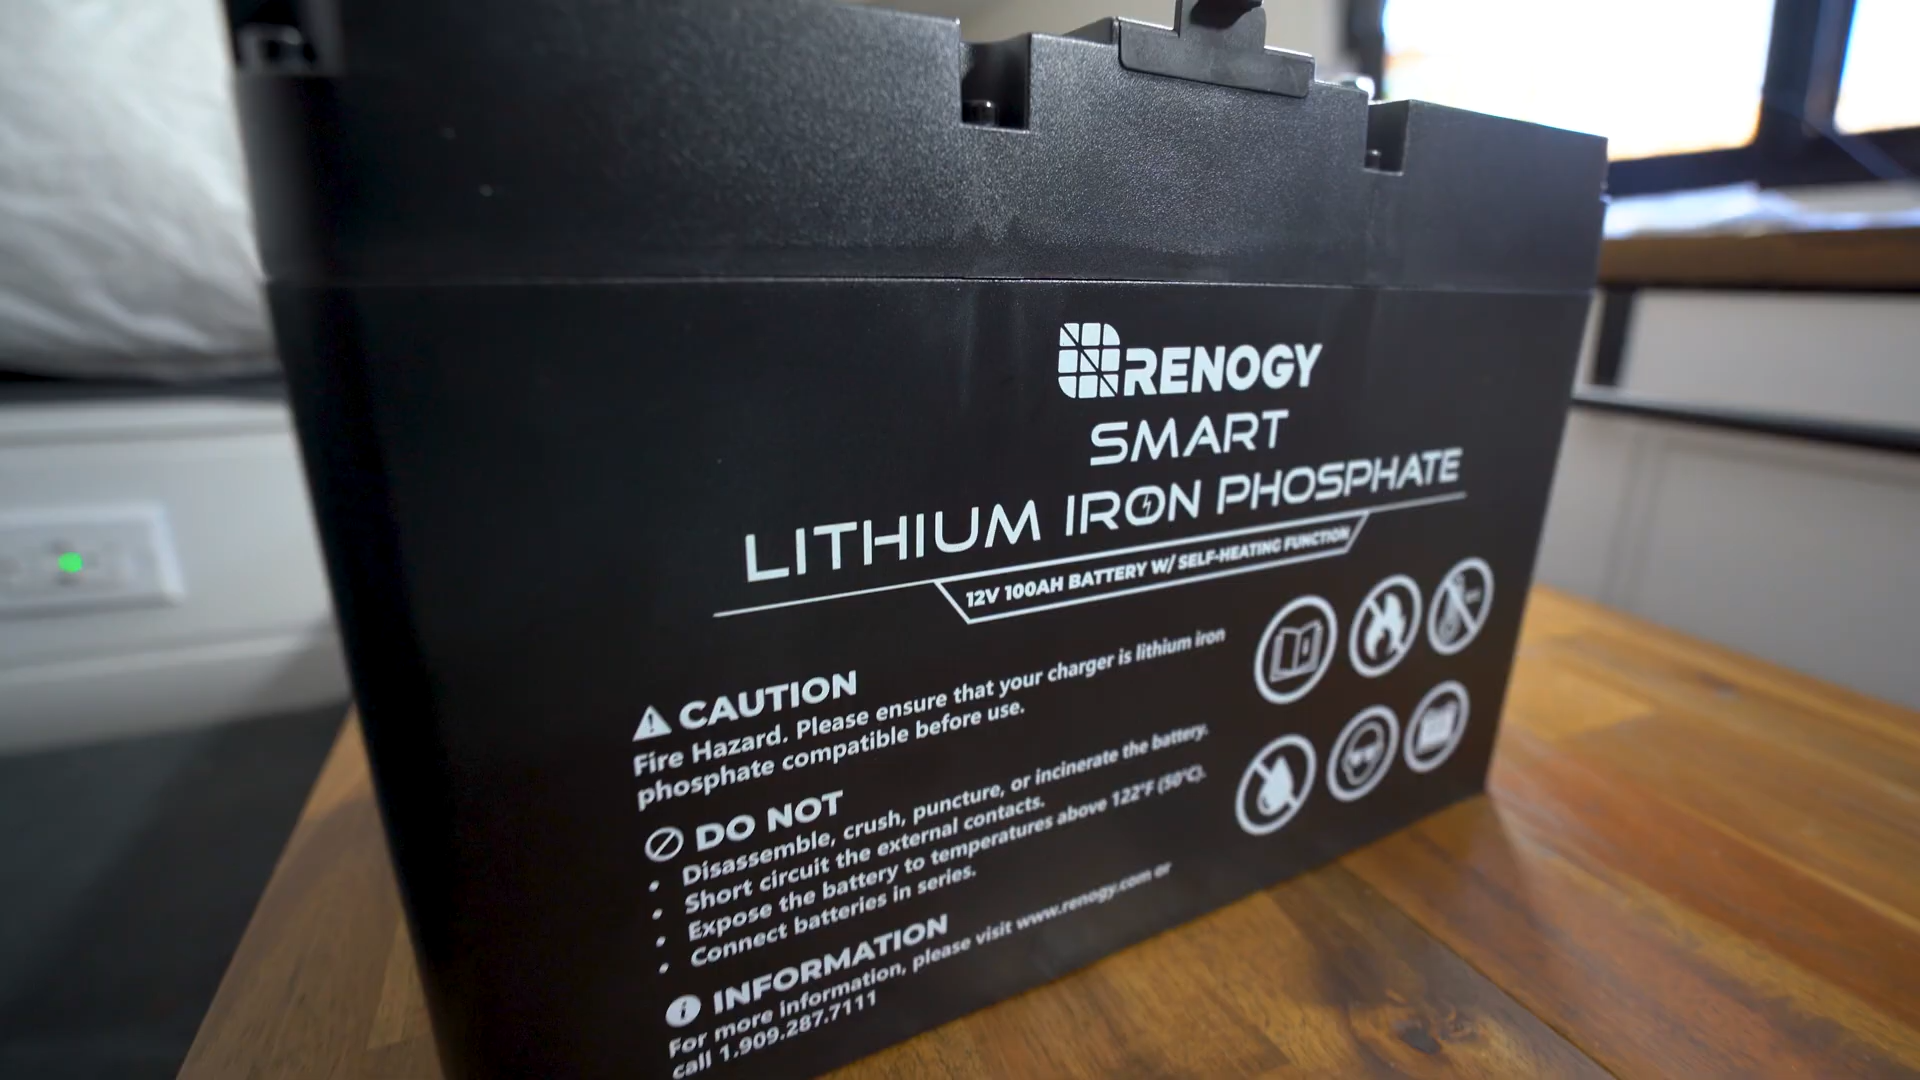 RENOGY
SMART
LITHIUM IRON PHOSPHATE
12V 100AH BATTERY W/ SELF-HEATING FUNCTION
CAUTION
Fire Hazard. Please ensure that your charger is lithium iron
phosphate compatible before use.
DO NOT
• Disassemble, crush, puncture, or incinerate the battery.
• Short circuit the external contacts.
• Expose the battery to temperatures above 122°F (50°C).
• Connect batteries in series.
INFORMATION
For more information, please visit www.renogy.com or
call 1.909.287.7111